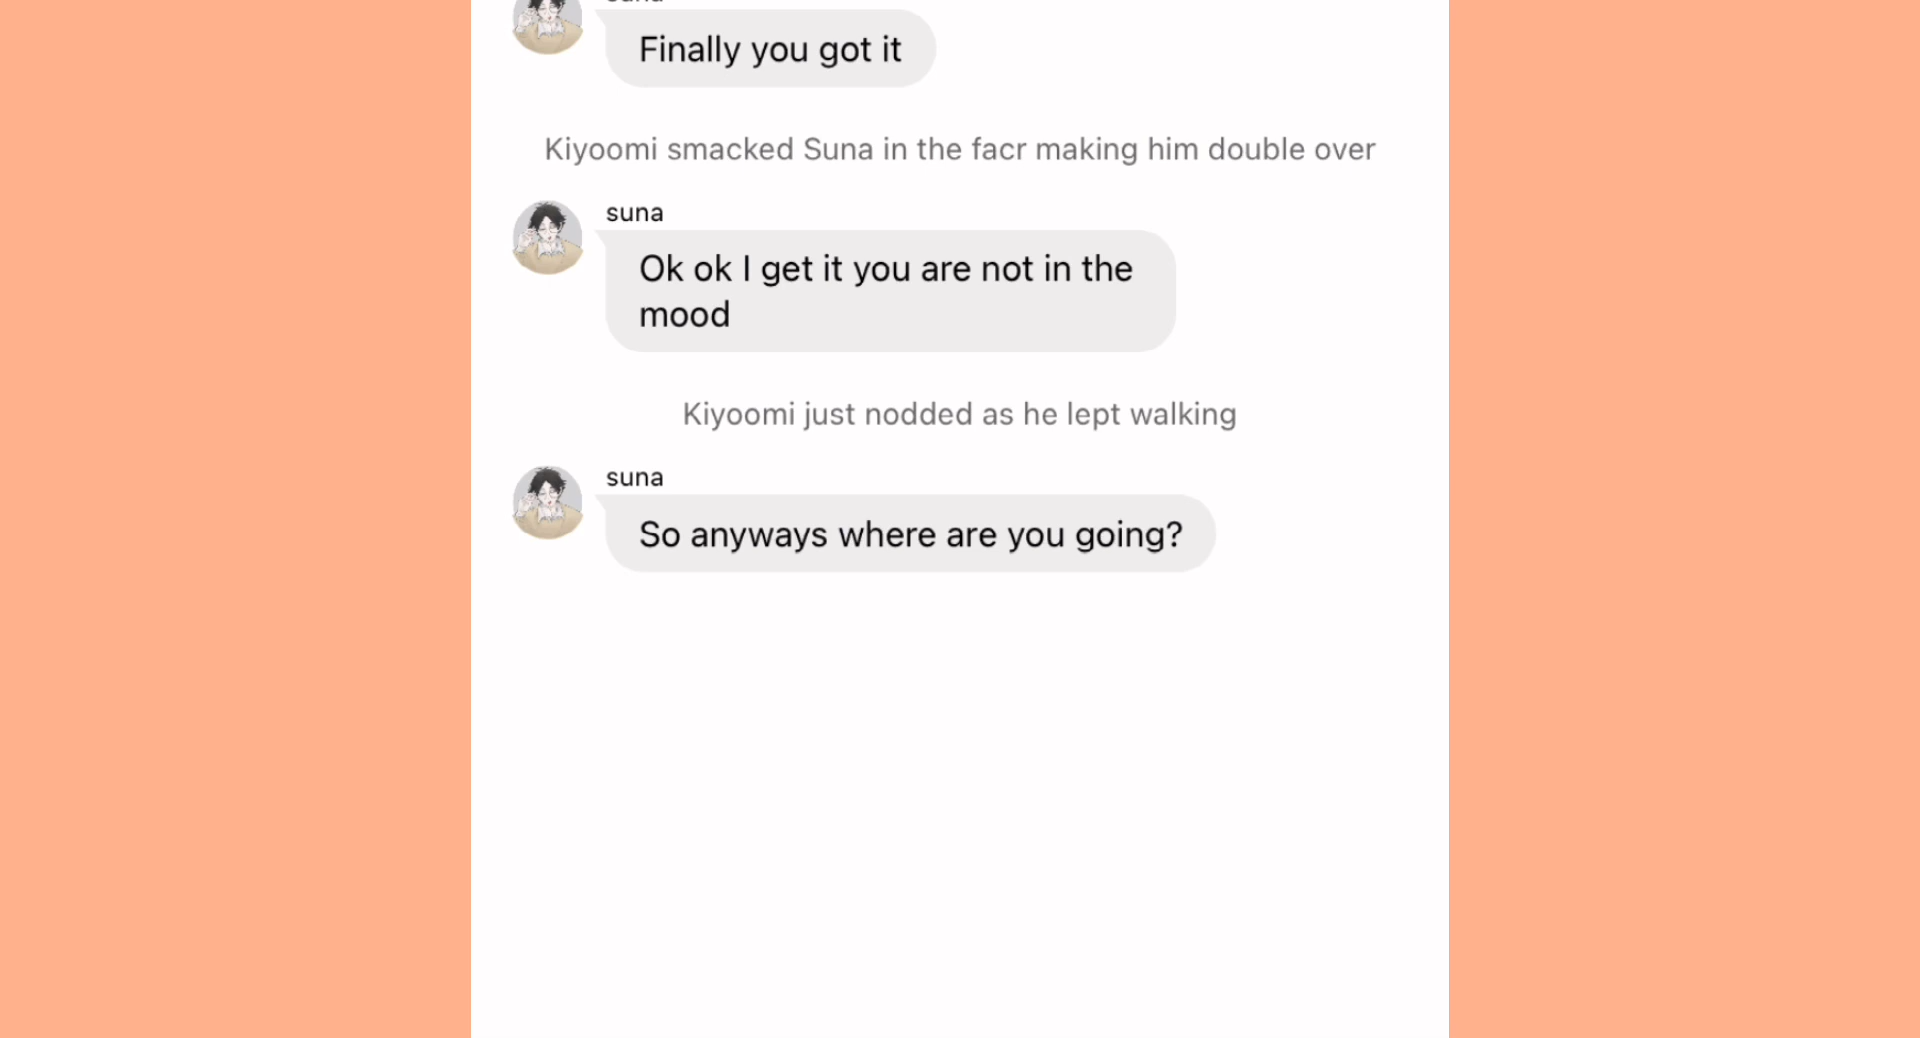 Finally you got it
Kiyoomi smacked Suna in the facr making him double over
suna
Ok ok I get it you are not in the
mood
Kiyoomi just nodded as he lept walking
suna
So anyways where are you going?